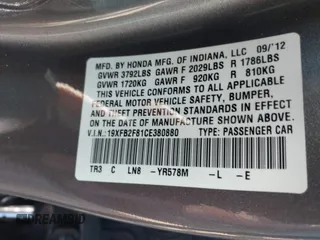 MFD. BY HONDA MFG. OF INDIANA, LLC 09/'12
GVWR 3792LBS GAWR F 2029LBS R 1786LBS
GVWR 1720KG GAWR F 920KG R 810KG
THIS VEHICLE CONFORMS TO ALL APPLICABLE
FEDERAL MOTOR VEHICLE SAFETY, BUMPER,
AND THEFT PREVENTION STANDARDS IN EFFECT
ON THE DATE OF MANUFACTURE SHOWN ABOVE.
V.I.N.: 19XFB2F81CE380880 TYPE: PASSENGER CAR
TR3 C LN8 -YR578M -L -E
DREAMBID